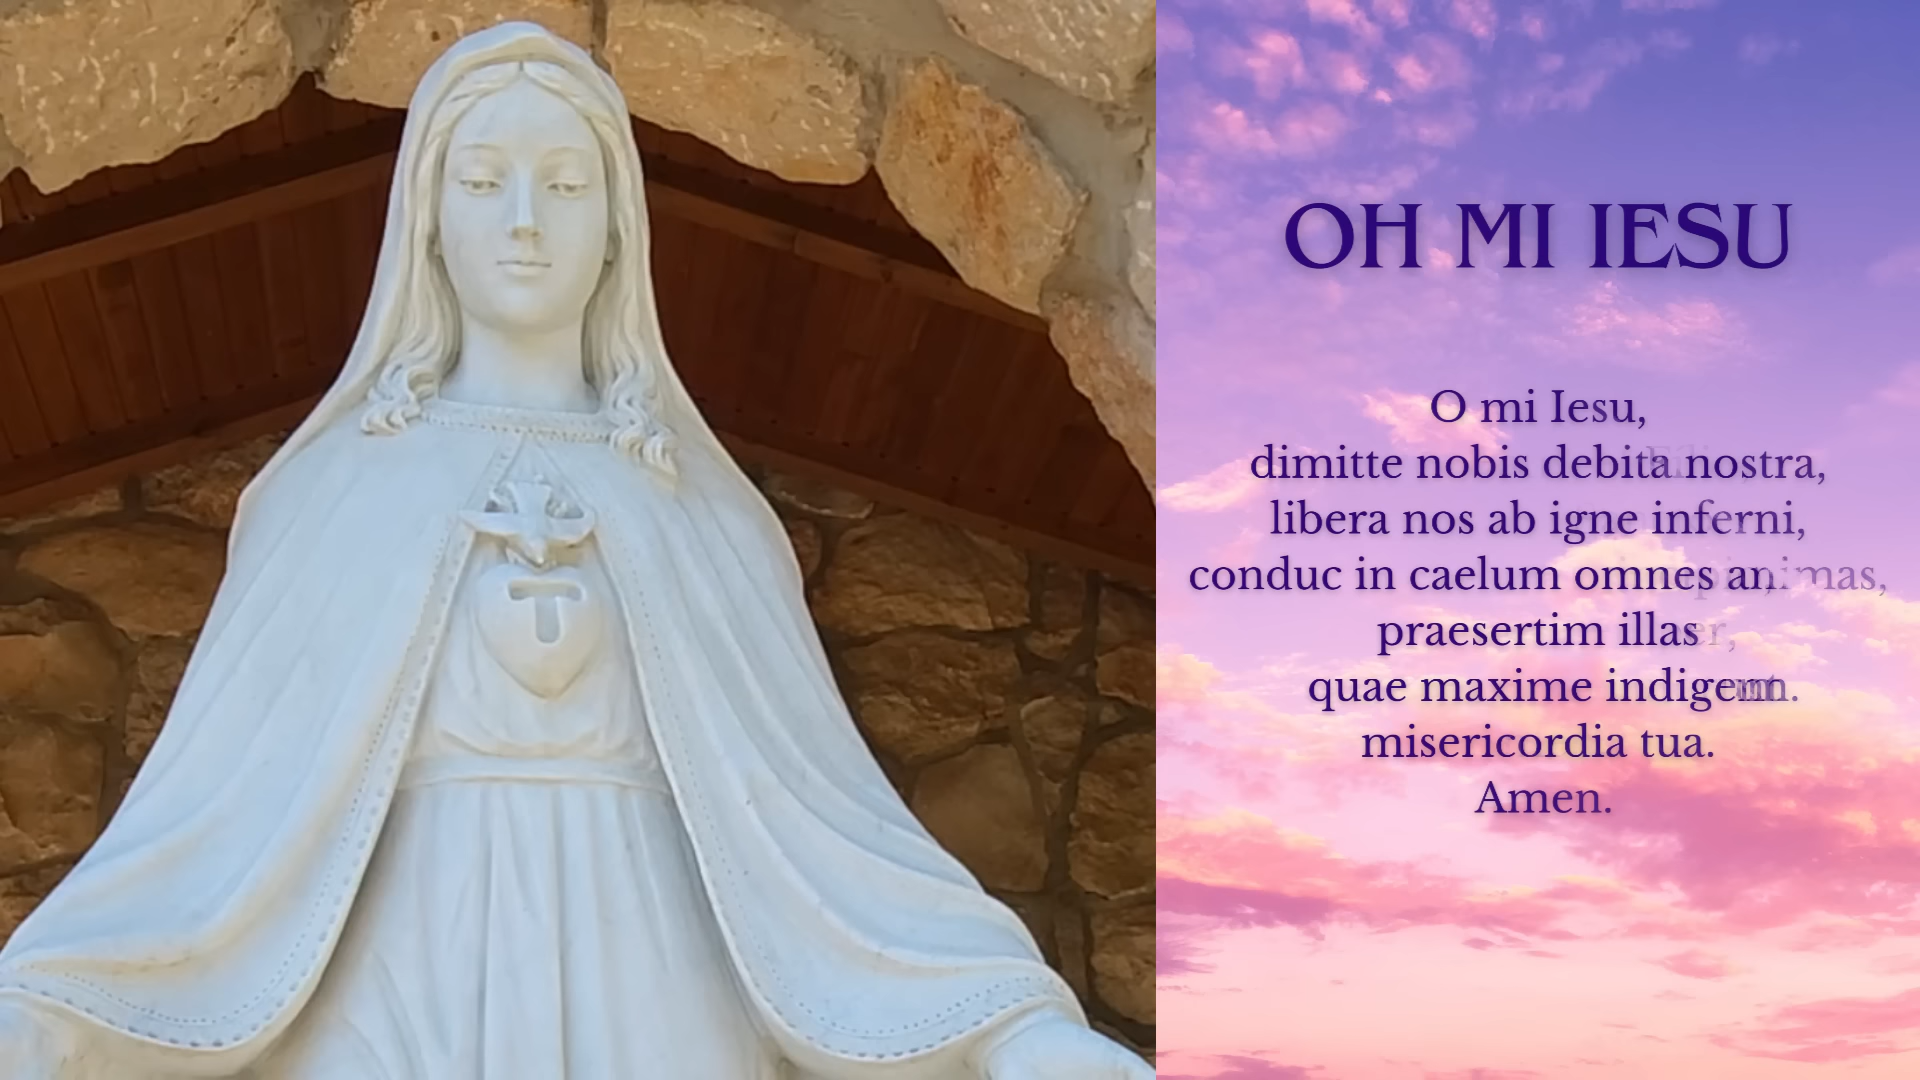 OH MI IESU
O mi Iesu,
dimitte nobis debita nostra,
libera nos ab igne inferni,
conduc in caelum omnes animas,
praesertim illas
quae maxime indigent
misericordia tua.
Amen.